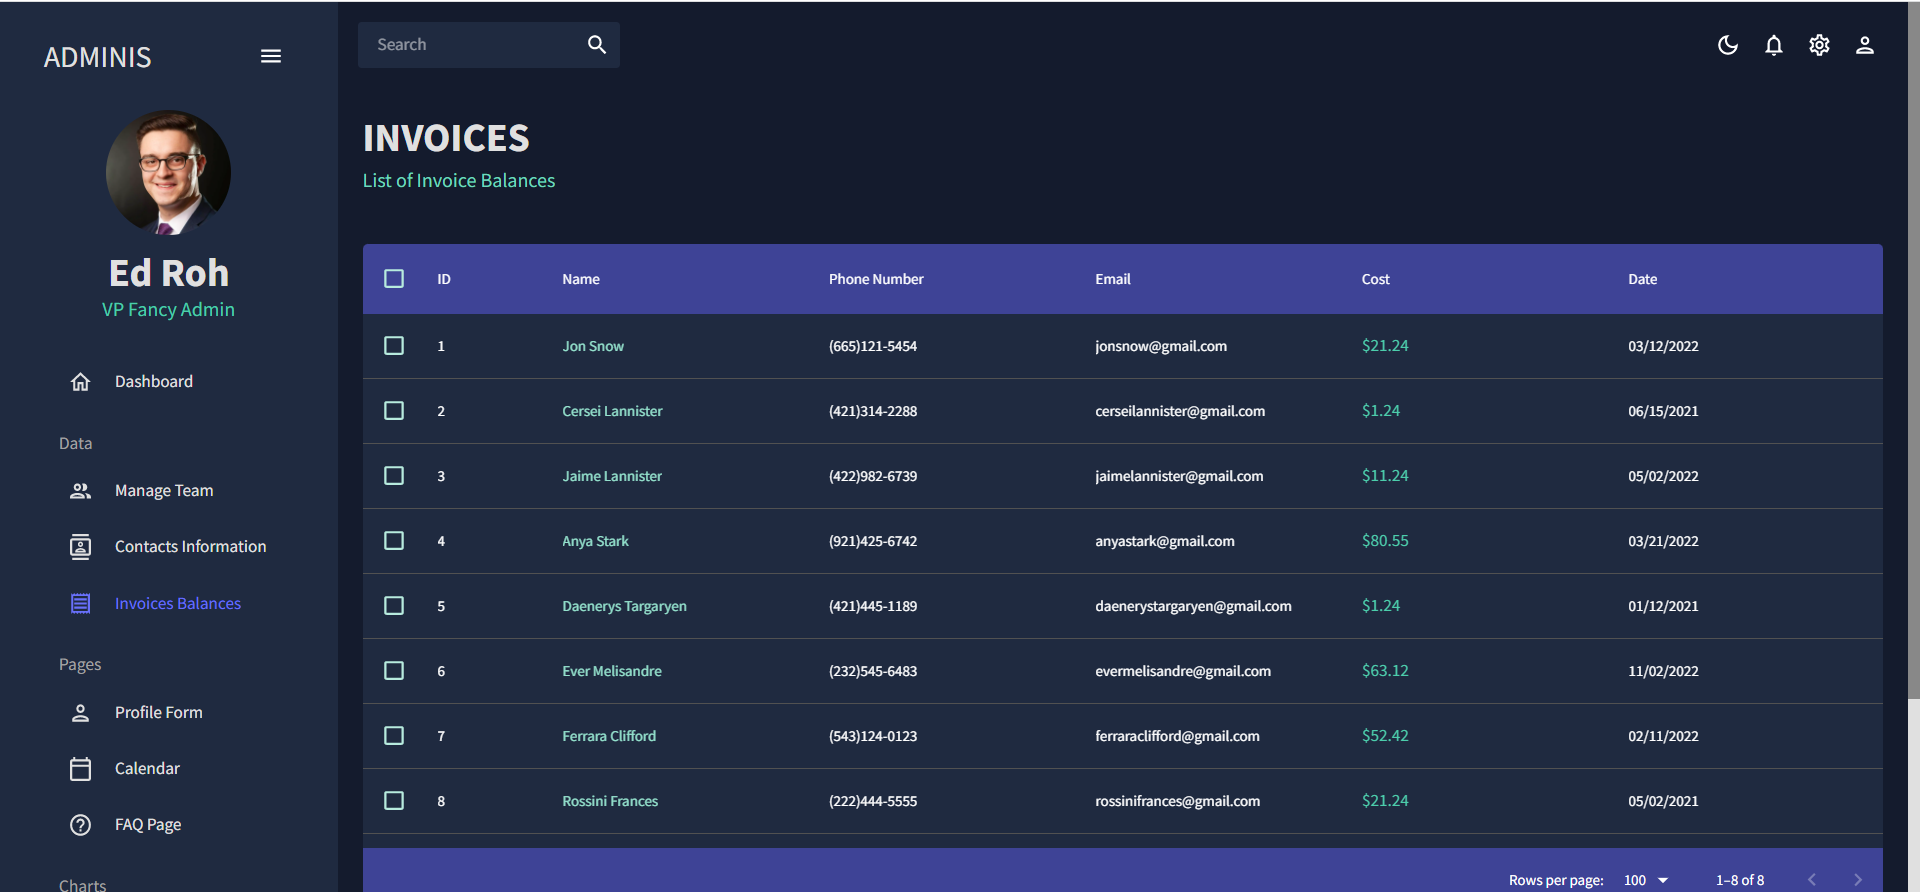 ADMINIS
Search
Ed Roh
VP Fancy Admin
Dashboard
Data
Manage Team
Contacts Information
Invoices Balances
Pages
Profile Form
Calendar
FAQ Page
Charts
INVOICES
List of Invoice Balances
ID Name Phone Number Email Cost Date
1 Jon Snow (665)121-5454 jonsnow@gmail.com $21.24 03/12/2022
2 Cersei Lannister (421)314-2288 cerseilannister@gmail.com $1.24 06/15/2021
3 Jaime Lannister (422)982-6739 jaimelannister@gmail.com $11.24 05/02/2022
4 Anya Stark (921)425-6742 anyastark@gmail.com $80.55 03/21/2022
5 Daenerys Targaryen (421)445-1189 daenerystargaryen@gmail.com $1.24 01/12/2021
6 Ever Melisandre (232)545-6483 evermelisandre@gmail.com $63.12 11/02/2022
7 Ferrara Clifford (543)124-0123 ferraraclifford@gmail.com $52.42 02/11/2022
8 Rossini Frances (222)444-5555 rossinifrances@gmail.com $21.24 05/02/2021
Rows per page: 100 1–8 of 8